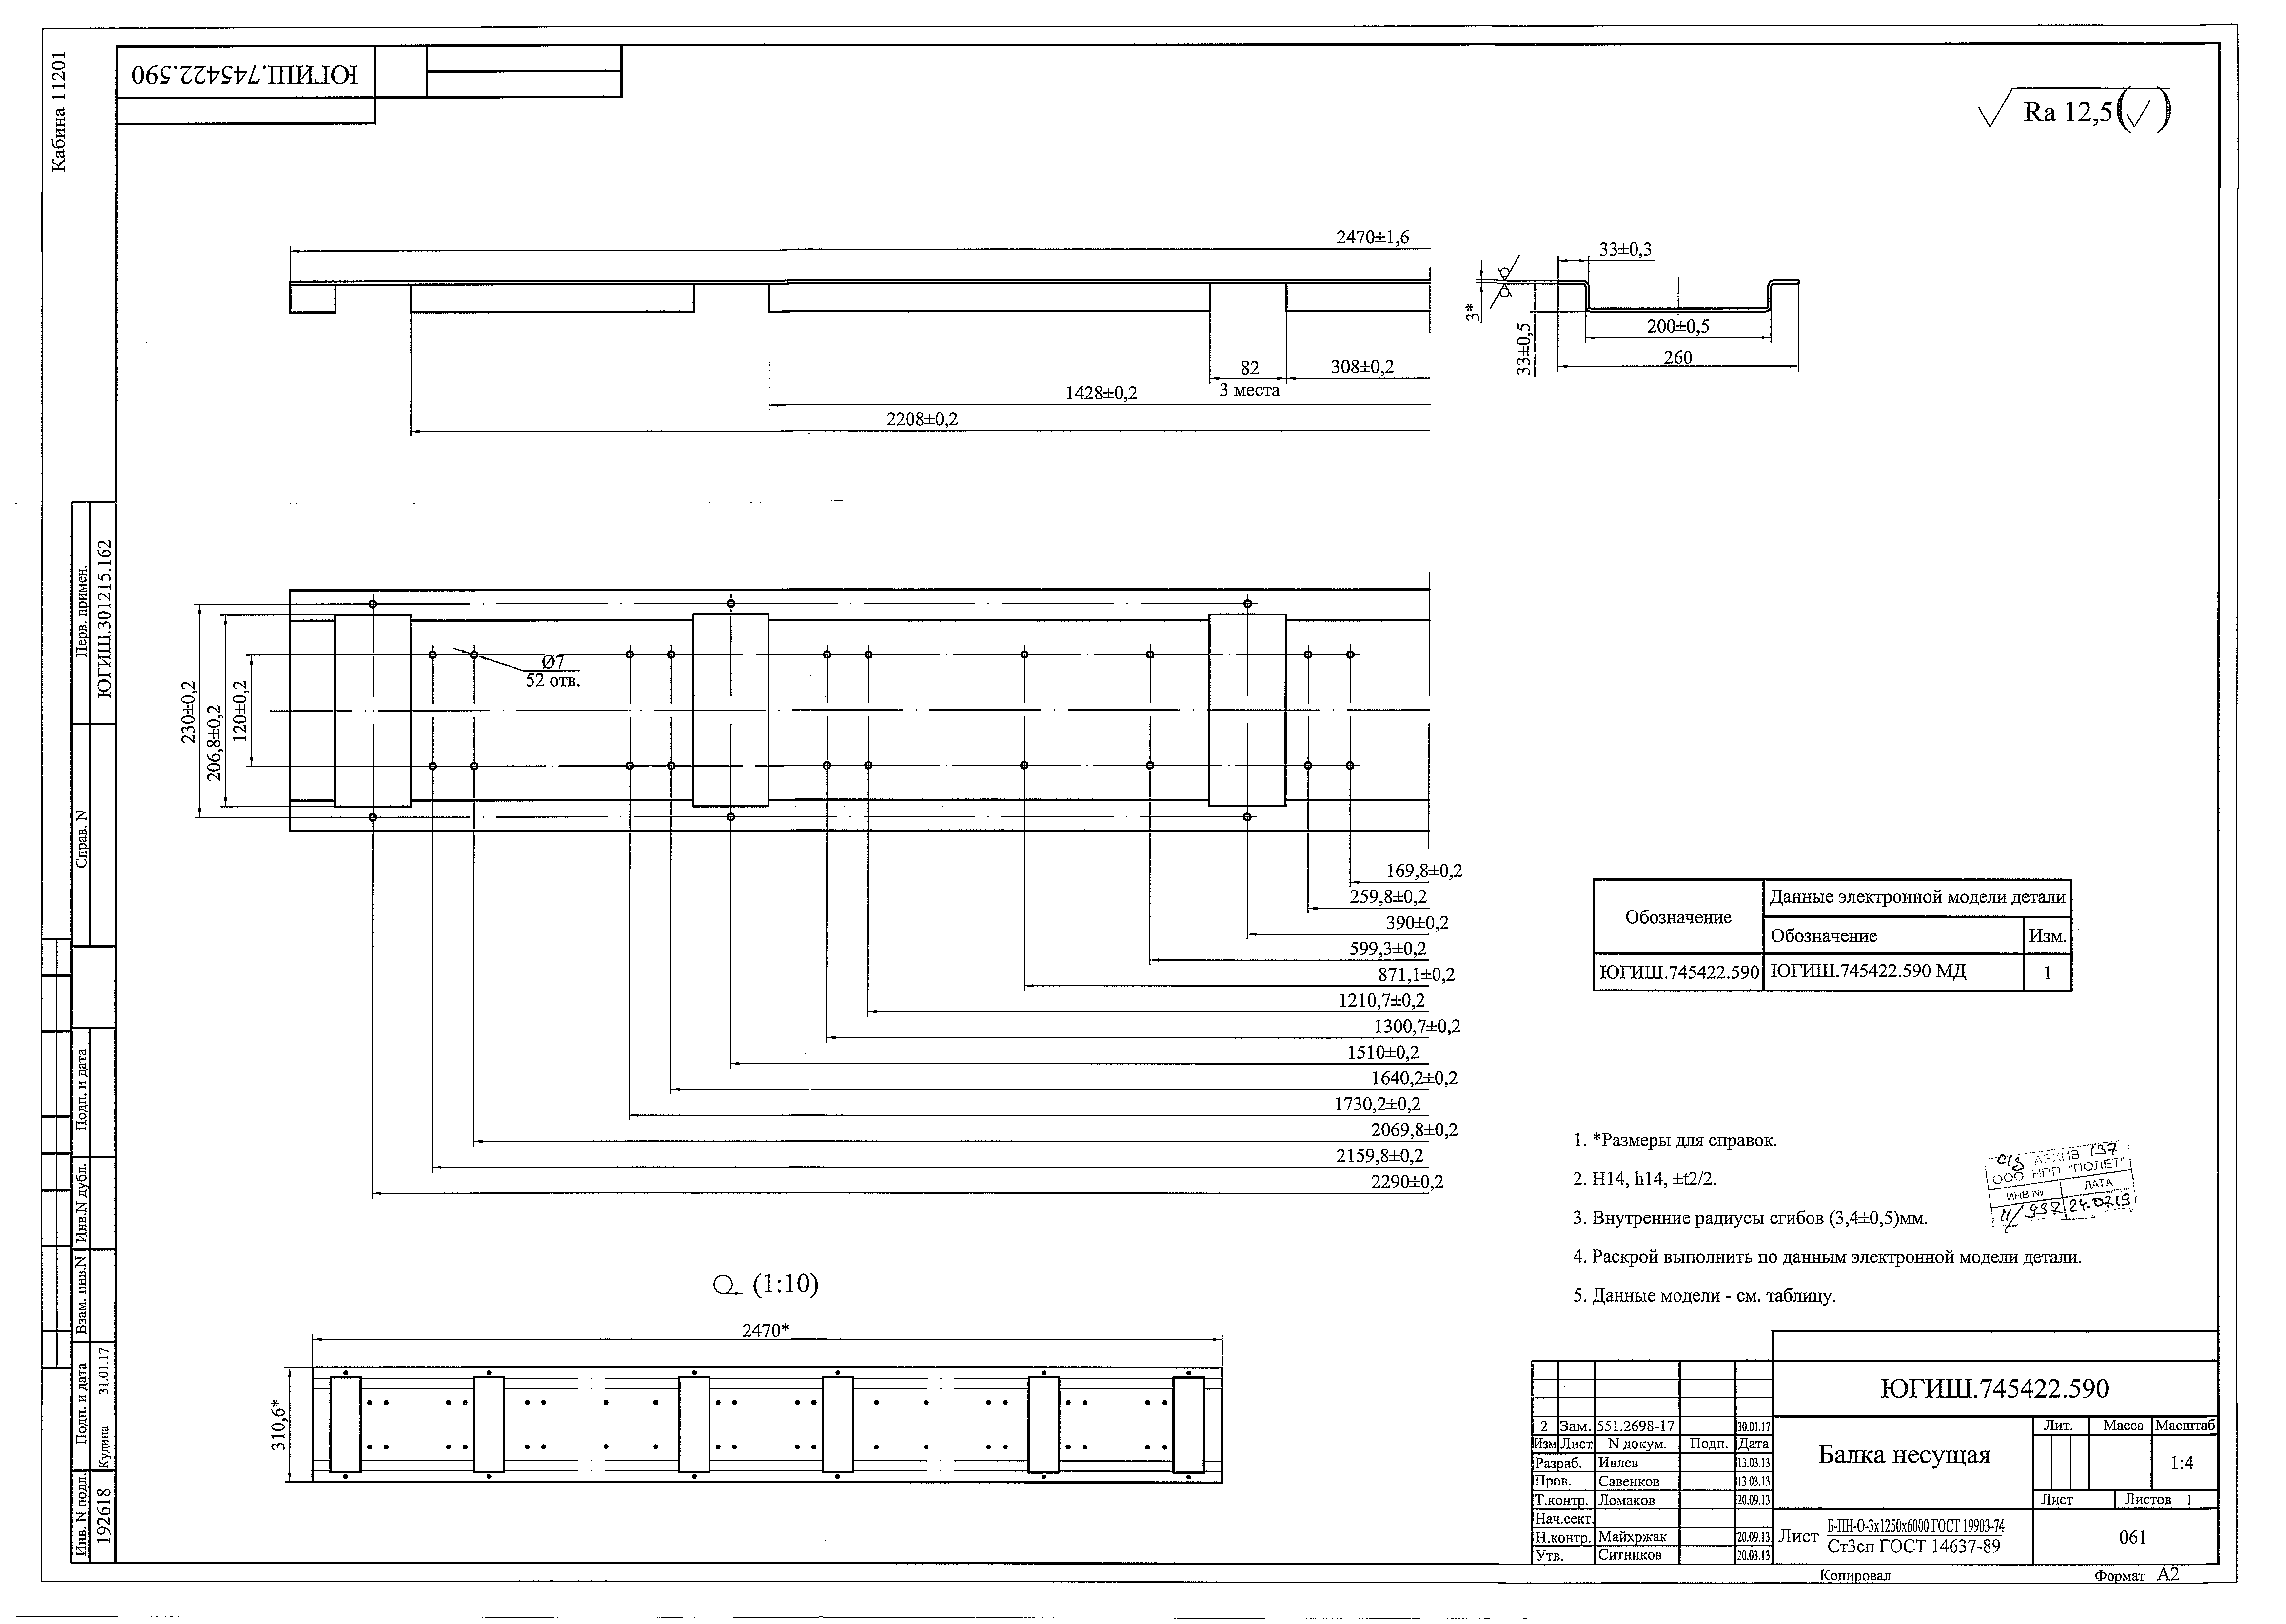 Кабина 11201
ЮГИШ.745422.590
Ra 12,5
2470±1,6
33±0,3
3*
33±0,5
200±0,5
260
82
3 места
308±0,2
1428±0,2
2208±0,2
Перв. примен.
ЮГИШ.301215.162
Справ. N
230±0,2
206,8±0,2
120±0,2
Ø7
52 отв.
169,8±0,2
259,8±0,2
390±0,2
599,3±0,2
871,1±0,2
1210,7±0,2
1300,7±0,2
1510±0,2
1640,2±0,2
1730,2±0,2
2069,8±0,2
2159,8±0,2
2290±0,2
Обозначение
Данные электронной модели детали
Обозначение
Изм.
ЮГИШ.745422.590
ЮГИШ.745422.590 МД
1
1. *Размеры для справок.
2. H14, h14, ±t2/2.
3. Внутренние радиусы сгибов (3,4±0,5)мм.
4. Раскрой выполнить по данным электронной модели детали.
5. Данные модели - см. таблицу.
АРХИВ 137
ООО НПП "ПОЛЕТ"
ИНВ № ДАТА
11/937 24.0719
(1:10)
2470*
310,6*
Подп. и дата
Инв.N дубл.
Взам. инв.N
Подп. и дата
Кудина 31.01.17
Инв. N подл.
192618
ЮГИШ.745422.590
2 Зам. 551.2698-17 30.01.17
Изм Лист N докум. Подп. Дата
Разраб. Ивлев 13.03.13
Пров. Савенков 13.03.13
Т.контр. Ломаков 20.09.13
Нач.сект.
Н.контр. Майхржак 20.09.13
Утв. Ситников 20.03.13
Балка несущая
Лит. Масса Масштаб
1:4
Лист Листов 1
Лист Б-ПН-О-3х1250х6000 ГОСТ 19903-74
Ст3сп ГОСТ 14637-89
061
Копировал Формат А2